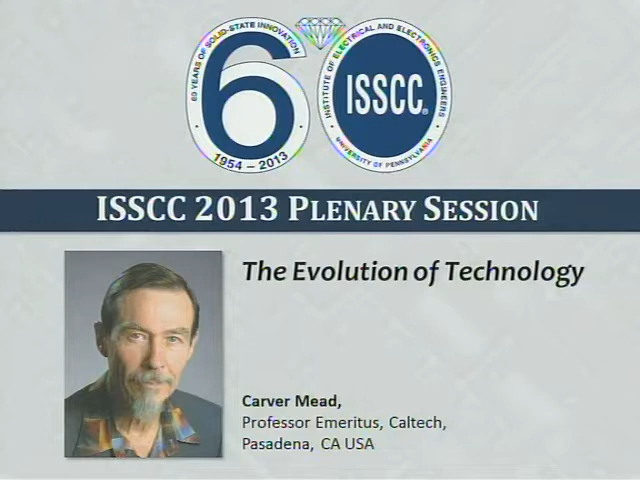 60 YEARS OF SOLID-STATE INNOVATION
6
1954 – 2013
INSTITUTE OF ELECTRICAL AND ELECTRONICS ENGINEERS
ISSCC®
UNIVERSITY OF PENNSYLVANIA
ISSCC 2013 PLENARY SESSION
The Evolution of Technology
Carver Mead,
Professor Emeritus, Caltech,
Pasadena, CA USA